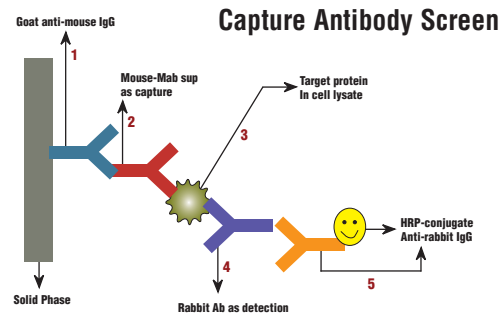 Capture Antibody Screen
Goat anti-mouse IgG
1
Mouse-Mab sup
as capture
2
Target protein
In cell lysate
3
HRP-conjugate
Anti-rabbit IgG
4
5
Solid Phase
Rabbit Ab as detection